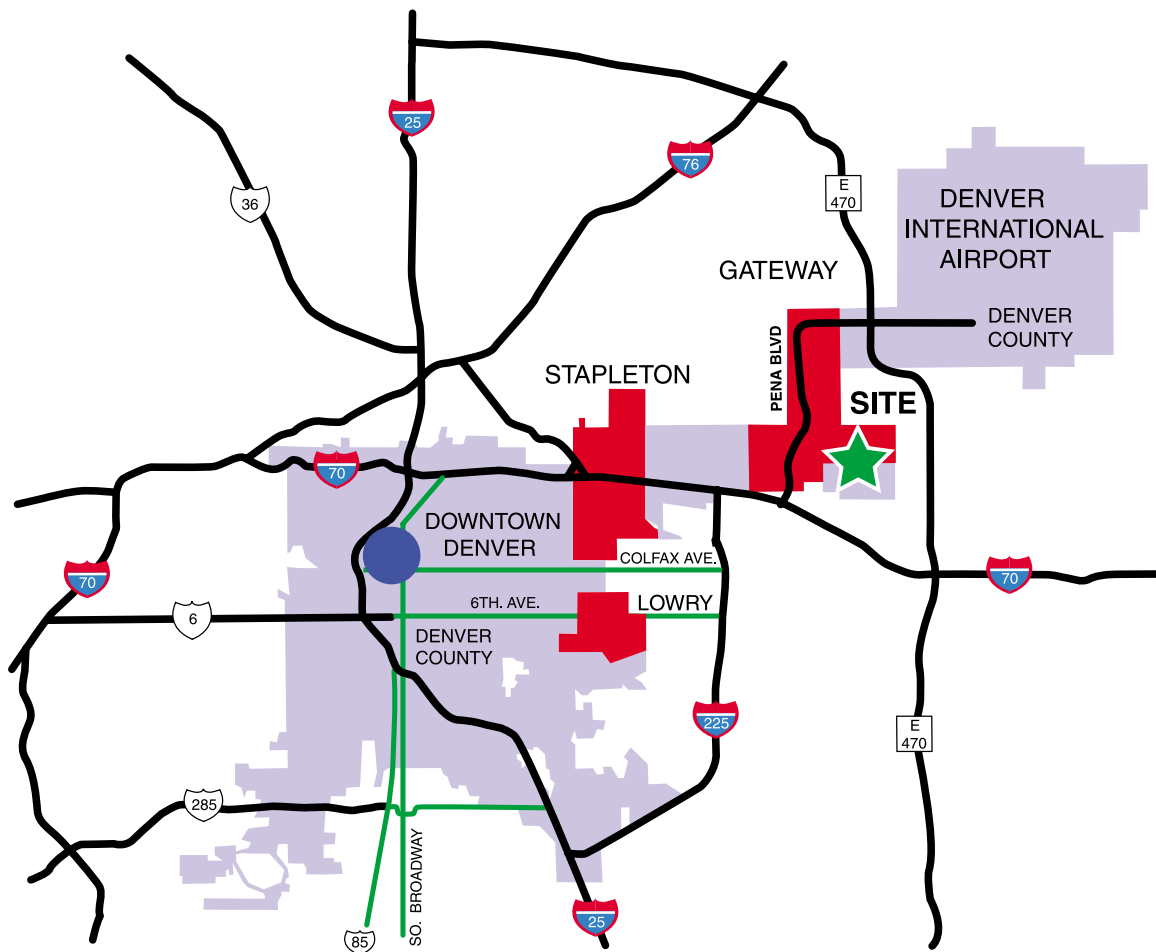 25
76
36
E
470
DENVER
INTERNATIONAL
AIRPORT
GATEWAY
DENVER
COUNTY
PENA BLVD
STAPLETON
SITE
70
DOWNTOWN
DENVER
COLFAX AVE.
70
70
6TH. AVE.
LOWRY
6
DENVER
COUNTY
225
E
470
285
SO. BROADWAY
25
85